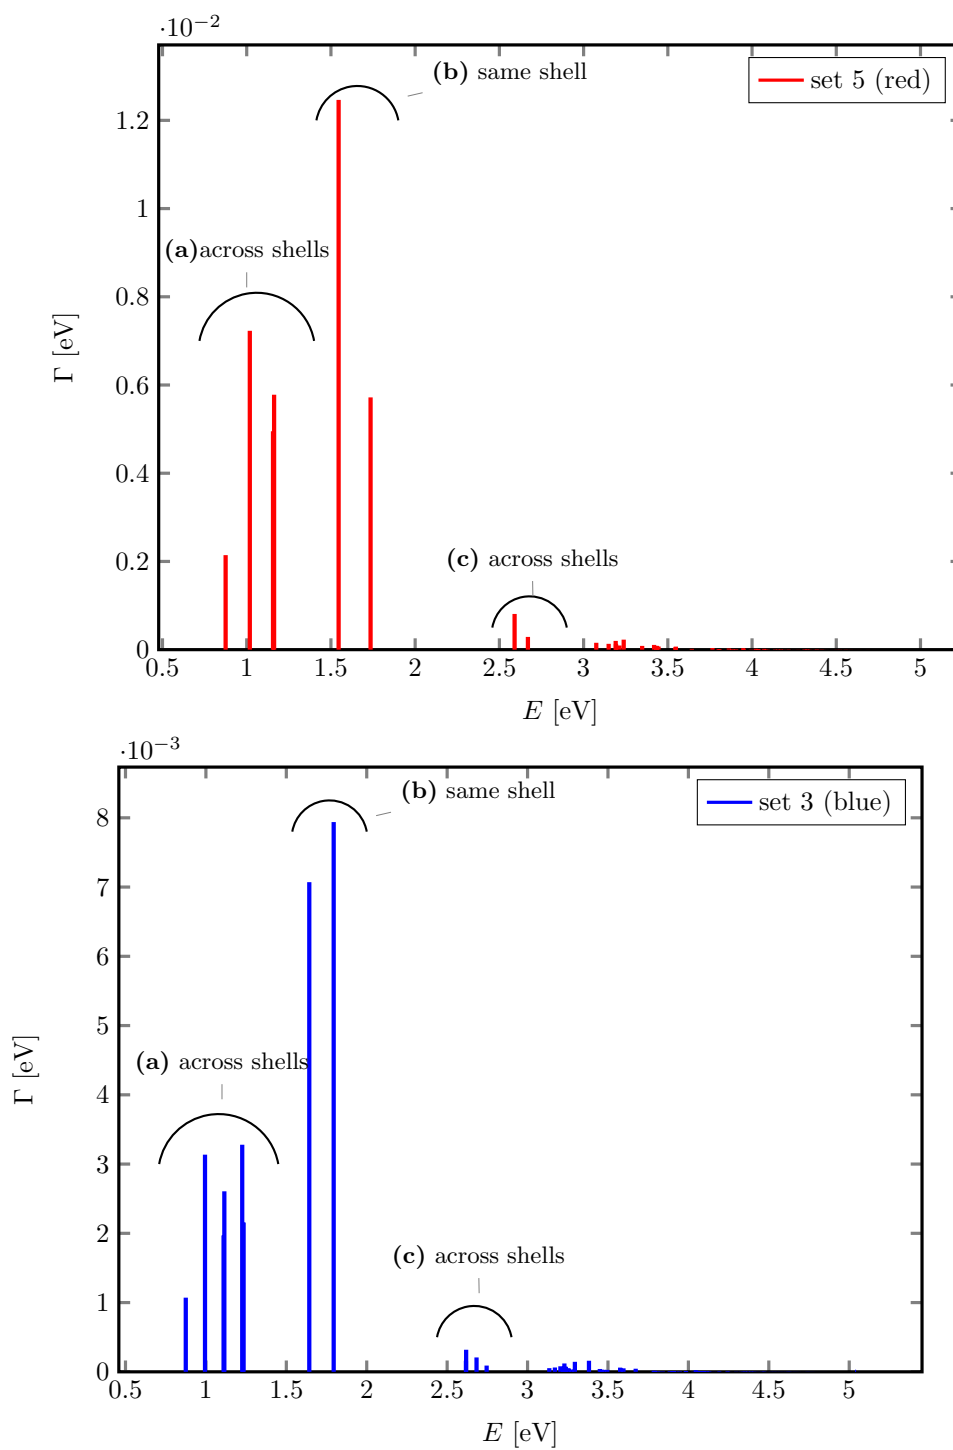 ·10−2
(b) same shell
set 5 (red)
1.2
1
(a)across shells
0.8
Γ [eV]
0.6
0.4
(c) across shells
0.2
0
0.5 1 1.5 2 2.5 3 3.5 4 4.5 5
E [eV]
·10−3
(b) same shell
set 3 (blue)
8
7
6
5
(a) across shells
Γ [eV]
4
3
2
(c) across shells
1
0
0.5 1 1.5 2 2.5 3 3.5 4 4.5 5
E [eV]